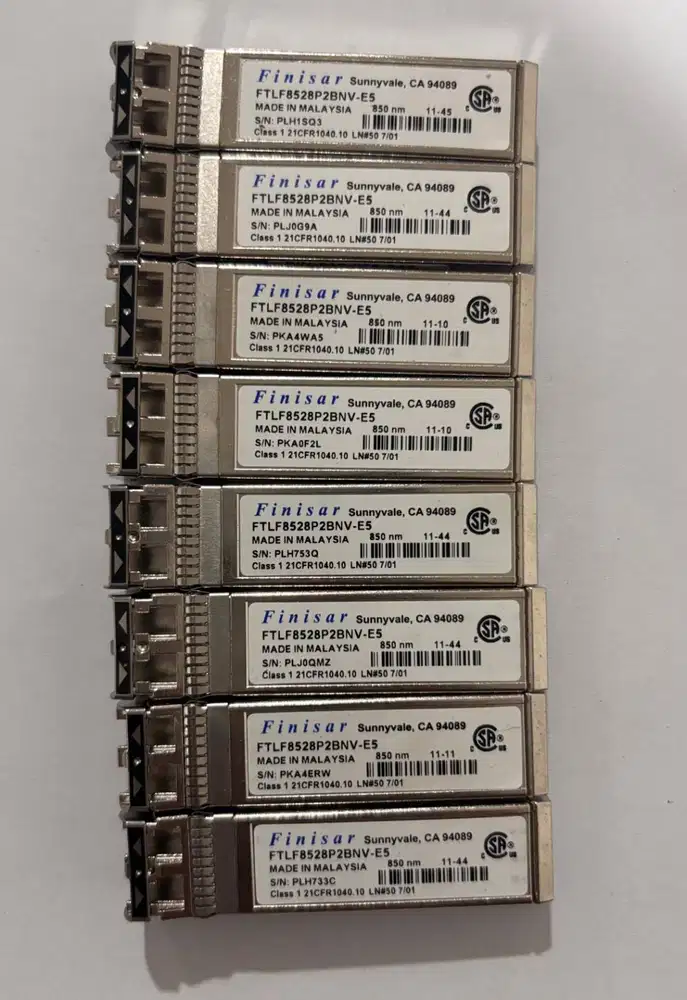 Finisar Sunnyvale, CA 94089
FTLF8528P2BNV-E5
MADE IN MALAYSIA 850 nm 11-45
S/N: PLH1SQ3
Class 1 21CFR1040.10 LN#50 7/01
Finisar Sunnyvale, CA 94089
FTLF8528P2BNV-E5
MADE IN MALAYSIA 850 nm 11-44
S/N: PLJ0G9A
Class 1 21CFR1040.10 LN#50 7/01
Finisar Sunnyvale, CA 94089
FTLF8528P2BNV-E5
MADE IN MALAYSIA 850 nm 11-10
S/N: PKA4WA5
Class 1 21CFR1040.10 LN#50 7/01
Finisar Sunnyvale, CA 94089
FTLF8528P2BNV-E5
MADE IN MALAYSIA 850 nm 11-10
S/N: PKA0F2L
Class 1 21CFR1040.10 LN#50 7/01
Finisar Sunnyvale, CA 94089
FTLF8528P2BNV-E5
MADE IN MALAYSIA 850 nm 11-44
S/N: PLH753Q
Class 1 21CFR1040.10 LN#50 7/01
Finisar Sunnyvale, CA 94089
FTLF8528P2BNV-E5
MADE IN MALAYSIA 850 nm 11-44
S/N: PLJ0QMZ
Class 1 21CFR1040.10 LN#50 7/01
Finisar Sunnyvale, CA 94089
FTLF8528P2BNV-E5
MADE IN MALAYSIA 850 nm 11-11
S/N: PKA4ERW
Class 1 21CFR1040.10 LN#50 7/01
Finisar Sunnyvale, CA 94089
FTLF8528P2BNV-E5
MADE IN MALAYSIA 850 nm 11-44
S/N: PLH733C
Class 1 21CFR1040.10 LN#50 7/01